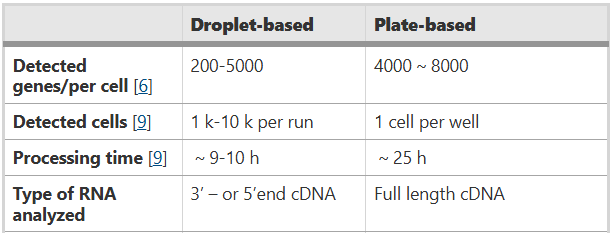 Droplet-based Plate-based
Detected 200-5000 4000 ~ 8000
genes/per cell [6]
Detected cells [9] 1 k-10 k per run 1 cell per well
Processing time [9] ~ 9-10 h ~ 25 h
Type of RNA 3’ – or 5’end cDNA Full length cDNA
analyzed